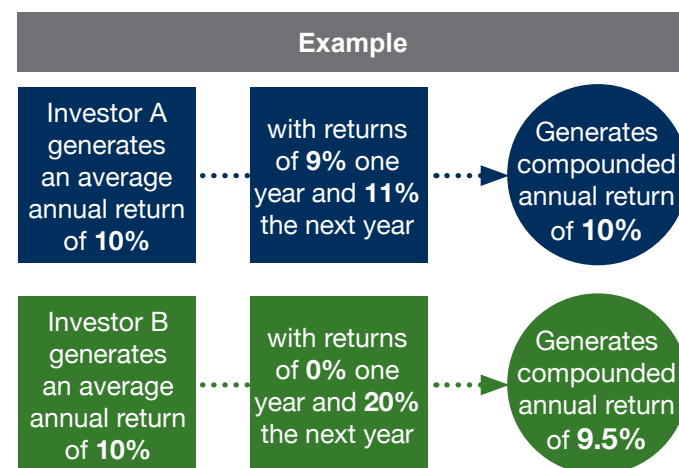 Example
Investor A
generates
an average
annual return
of 10%
with returns
of 9% one
year and 11%
the next year
Generates
compounded
annual return
of 10%
Investor B
generates
an average
annual return
of 10%
with returns
of 0% one
year and 20%
the next year
Generates
compounded
annual return
of 9.5%